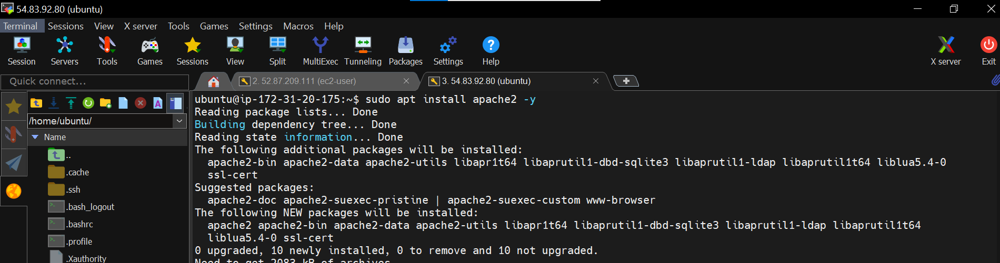 54.83.92.80 (ubuntu)
Terminal Sessions View X server Tools Games Settings Macros Help
Session Servers Tools Games Sessions View Split MultiExec Tunneling Packages Settings Help X server Exit
Quick connect...
2. 52.87.209.111 (ec2-user)
3. 54.83.92.80 (ubuntu)
/home/ubuntu/
Name
..
.cache
.ssh
.bash_logout
.bashrc
.profile
.Xauthority
ubuntu@ip-172-31-20-175:~$ sudo apt install apache2 -y
Reading package lists... Done
Building dependency tree... Done
Reading state information... Done
The following additional packages will be installed:
apache2-bin apache2-data apache2-utils libapr1t64 libaprutil1-dbd-sqlite3 libaprutil1-ldap libaprutil1t64 liblua5.4-0
ssl-cert
Suggested packages:
apache2-doc apache2-suexec-pristine | apache2-suexec-custom www-browser
The following NEW packages will be installed:
apache2 apache2-bin apache2-data apache2-utils libapr1t64 libaprutil1-dbd-sqlite3 libaprutil1-ldap libaprutil1t64
liblua5.4-0 ssl-cert
0 upgraded, 10 newly installed, 0 to remove and 10 not upgraded.
Need to get 2083 kB of archives.